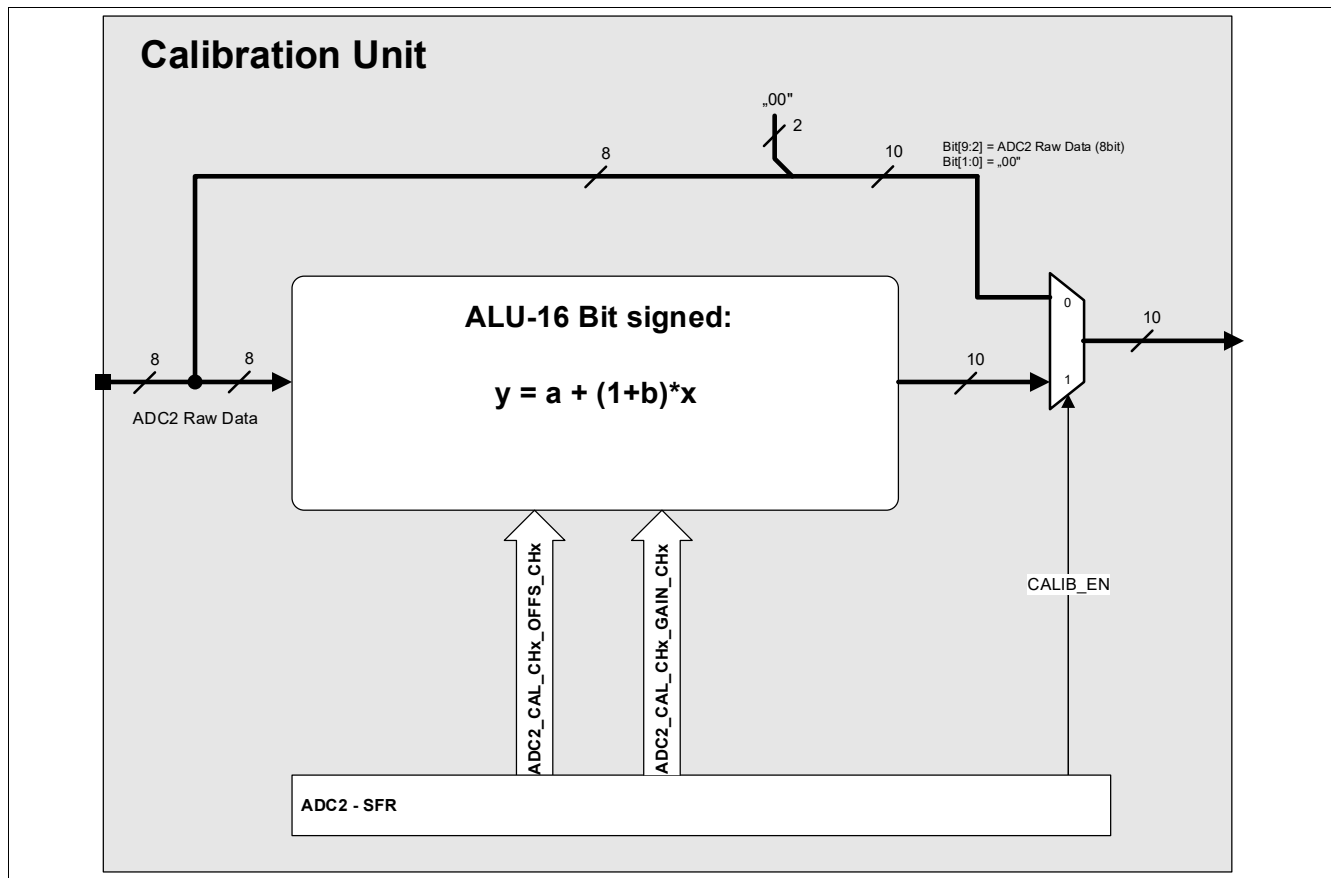 Calibration Unit
„00"
2
8
10
Bit[9:2] = ADC2 Raw Data (8bit)
Bit[1:0] = „00"
ALU-16 Bit signed:
y = a + (1+b)*x
0
10
8
8
10
1
ADC2 Raw Data
ADC2_CAL_CHx_OFFS_CHx
ADC2_CAL_CHx_GAIN_CHx
CALIB_EN
ADC2 - SFR